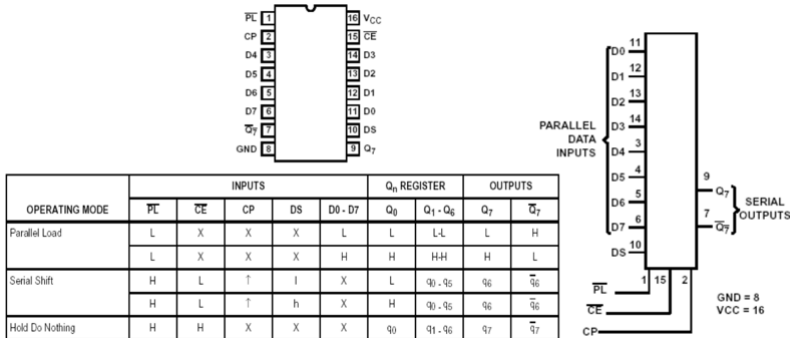 PL 1 16 VCC
CP 2 15 CE
D4 3 14 D3
D5 4 13 D2
D6 5 12 D1
D7 6 11 D0
Q7 7 10 DS
GND 8 9 Q7
D0 11
D1 12
D2 13
D3 14
D4 3
D5 4
D6 5
D7 6
DS 10
PARALLEL
DATA
INPUTS
9 Q7
7 Q7
SERIAL
OUTPUTS
1 15 2
PL
CE
CP
GND = 8
VCC = 16
INPUTS Qn REGISTER OUTPUTS
OPERATING MODE PL CE CP DS D0 - D7 Q0 Q1 - Q6 Q7 Q7
Parallel Load L X X X L L L-L L H
L X X X H H H-H H L
Serial Shift H L ↑ l X L q0 - q5 q6 q6
H L ↑ h X H q0 - q5 q6 q6
Hold Do Nothing H H X X X q0 q1 - q6 q7 q7